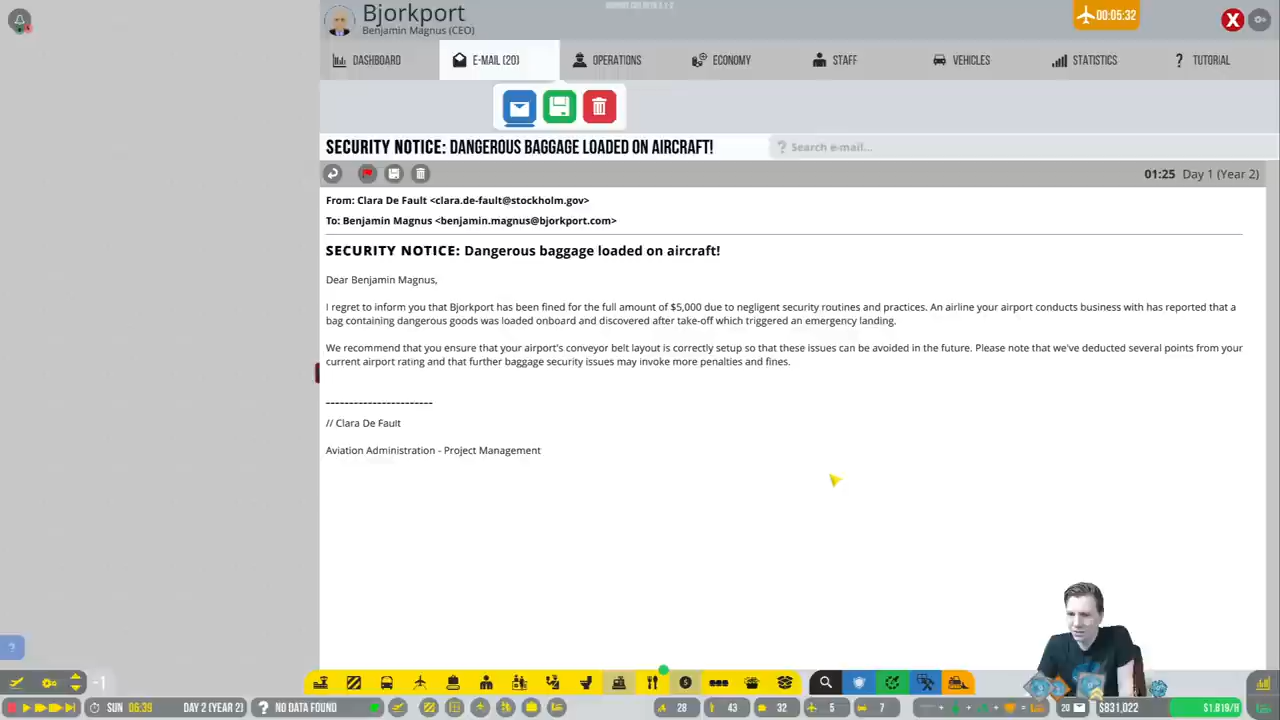 Bjorkport
Benjamin Magnus (CEO)
00:05:32
X
DASHBOARD
E-MAIL (20)
OPERATIONS
ECONOMY
STAFF
VEHICLES
STATISTICS
? TUTORIAL
SECURITY NOTICE: DANGEROUS BAGGAGE LOADED ON AIRCRAFT!
? Search e-mail...
01:25 Day 1 (Year 2)
From: Clara De Fault <clara.de-fault@stockholm.gov>
To: Benjamin Magnus <benjamin.magnus@bjorkport.com>
SECURITY NOTICE: Dangerous baggage loaded on aircraft!
Dear Benjamin Magnus,
I regret to inform you that Bjorkport has been fined for the full amount of $5,000 due to negligent security routines and practices. An airline your airport conducts business with has reported that a
bag containing dangerous goods was loaded onboard and discovered after take-off which triggered an emergency landing.
We recommend that you ensure that your airport's conveyor belt layout is correctly setup so that these issues can be avoided in the future. Please note that we've deducted several points from your
current airport rating and that further baggage security issues may invoke more penalties and fines.
------------------------
// Clara De Fault
Aviation Administration - Project Management
?
-1
SUN 06:39
DAY 2 (YEAR 2)
? NO DATA FOUND
28
43
32
5
7
20
$831,022
$1.819/H